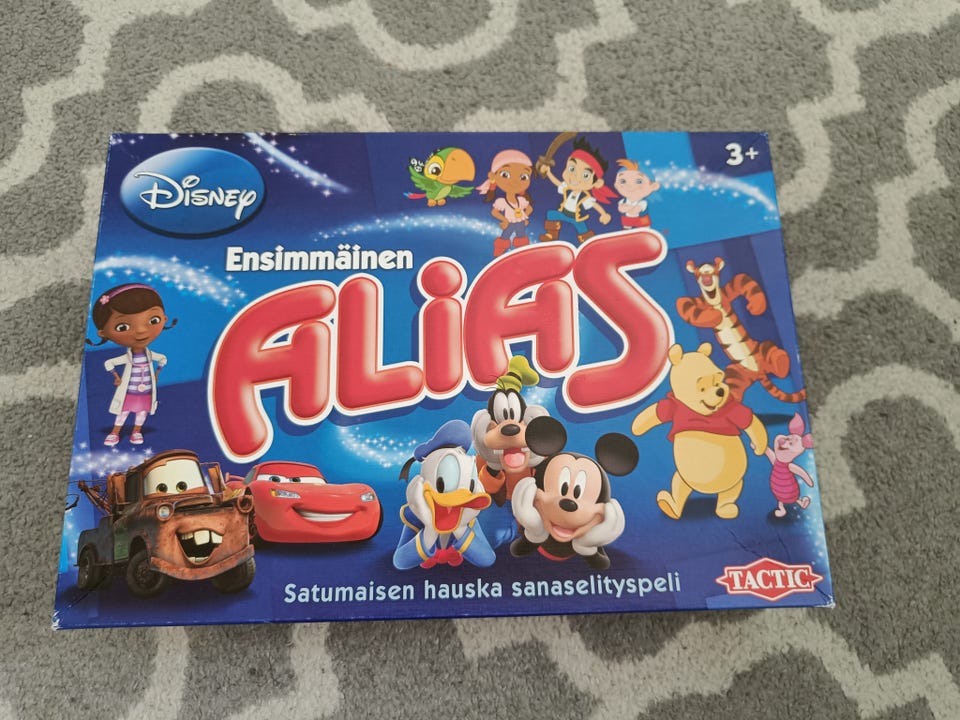 Disney
3+
Ensimmäinen
ALiAS
Satumaisen hauska sanaselityspeli
TACTIC